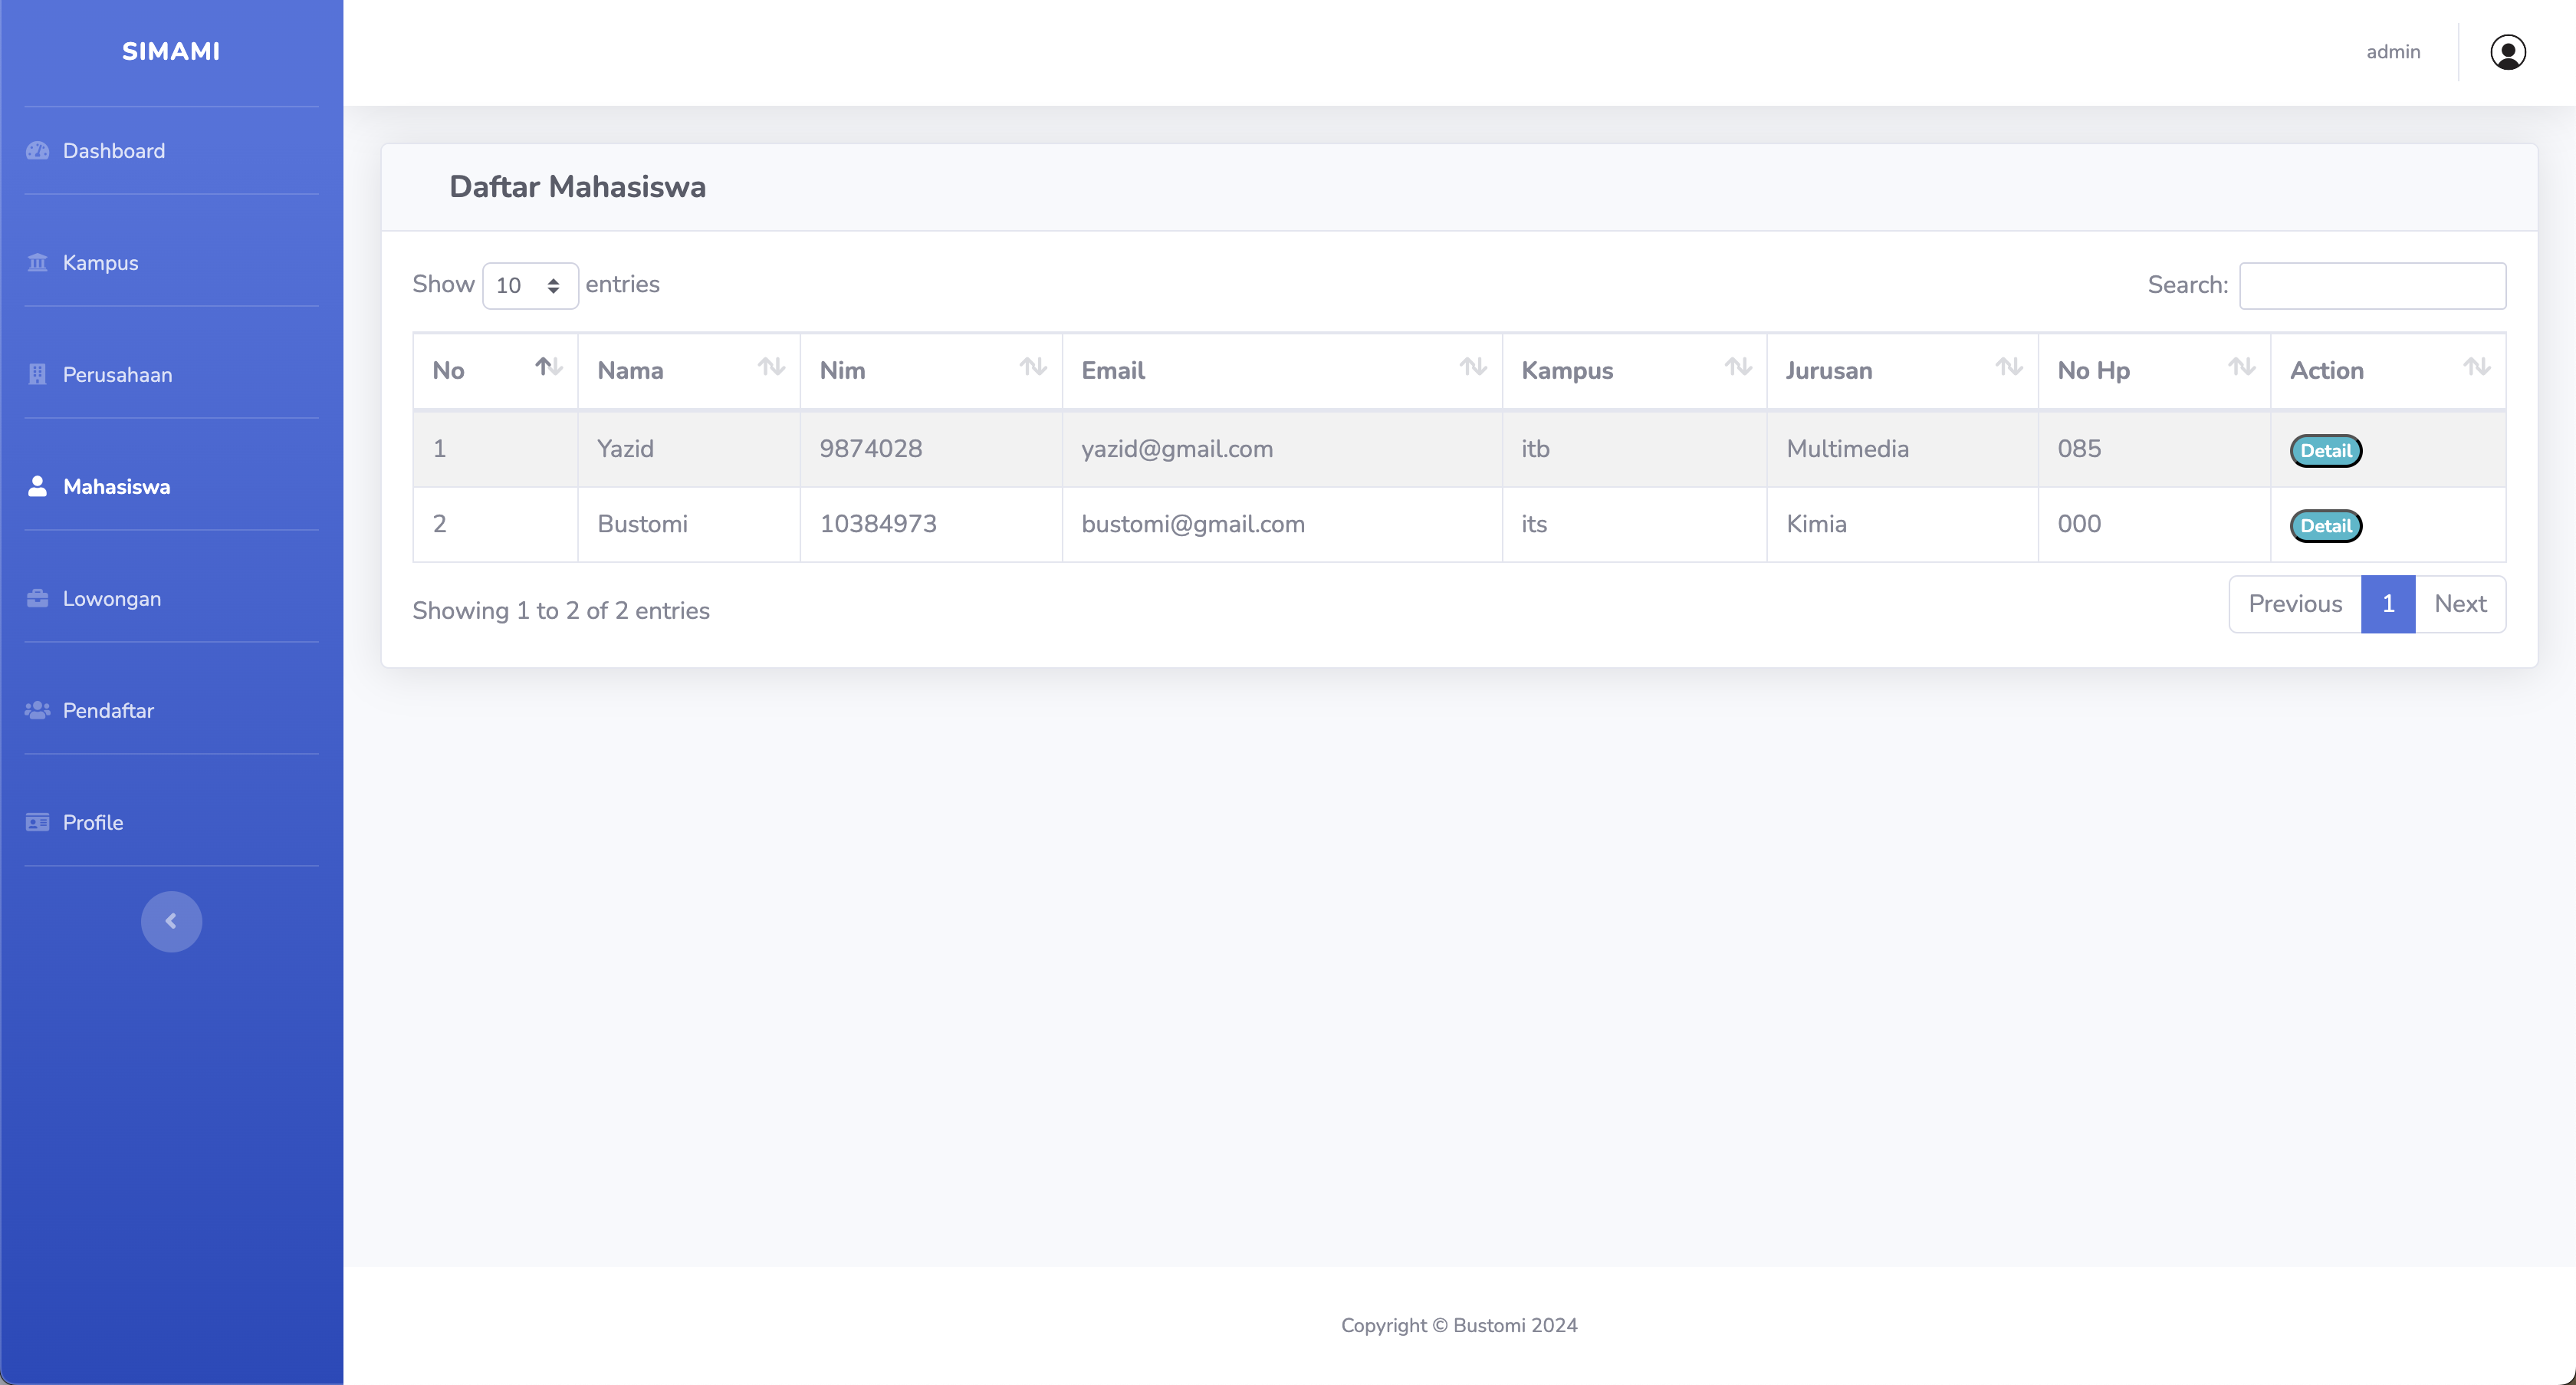 SIMAMI
admin
Dashboard
Kampus
Perusahaan
Mahasiswa
Lowongan
Pendaftar
Profile
Daftar Mahasiswa
Show 10 entries
Search:
No Nama Nim Email Kampus Jurusan No Hp Action
1 Yazid 9874028 yazid@gmail.com itb Multimedia 085 Detail
2 Bustomi 10384973 bustomi@gmail.com its Kimia 000 Detail
Showing 1 to 2 of 2 entries
Previous 1 Next
Copyright © Bustomi 2024